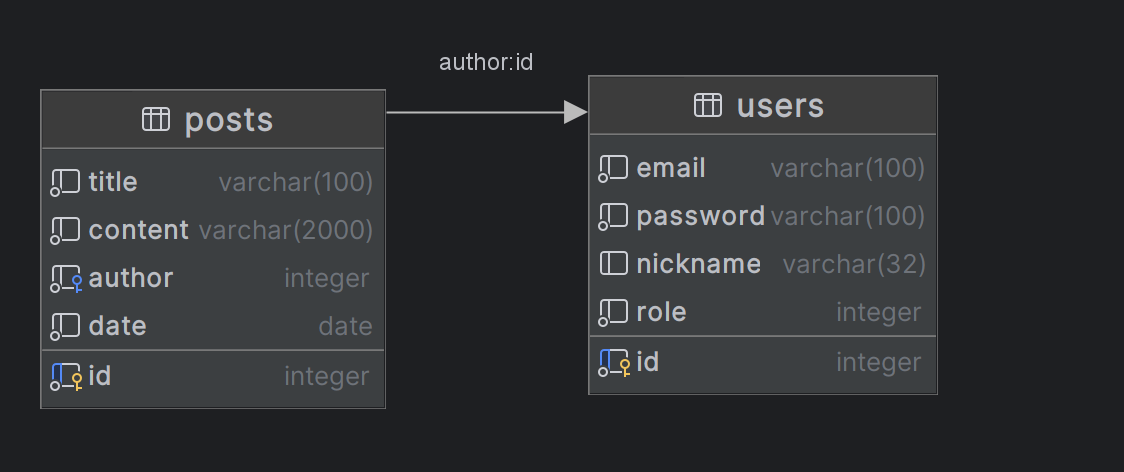 author:id
posts
title varchar(100)
content varchar(2000)
author integer
date date
id integer
users
email varchar(100)
password varchar(100)
nickname varchar(32)
role integer
id integer